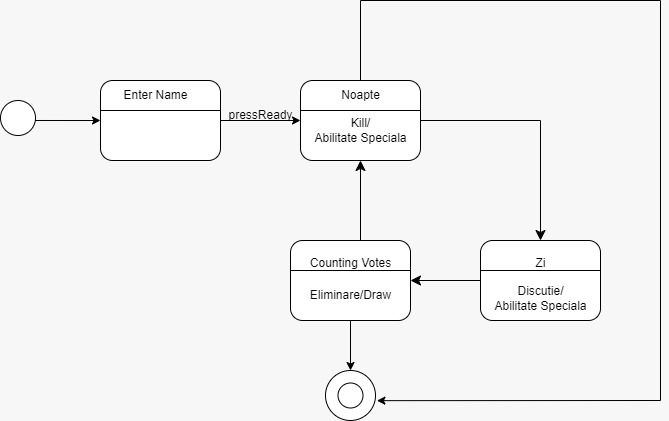 Enter Name
pressReady
Noapte
Kill/
Abilitate Speciala
Counting Votes
Eliminare/Draw
Zi
Discutie/
Abilitate Speciala